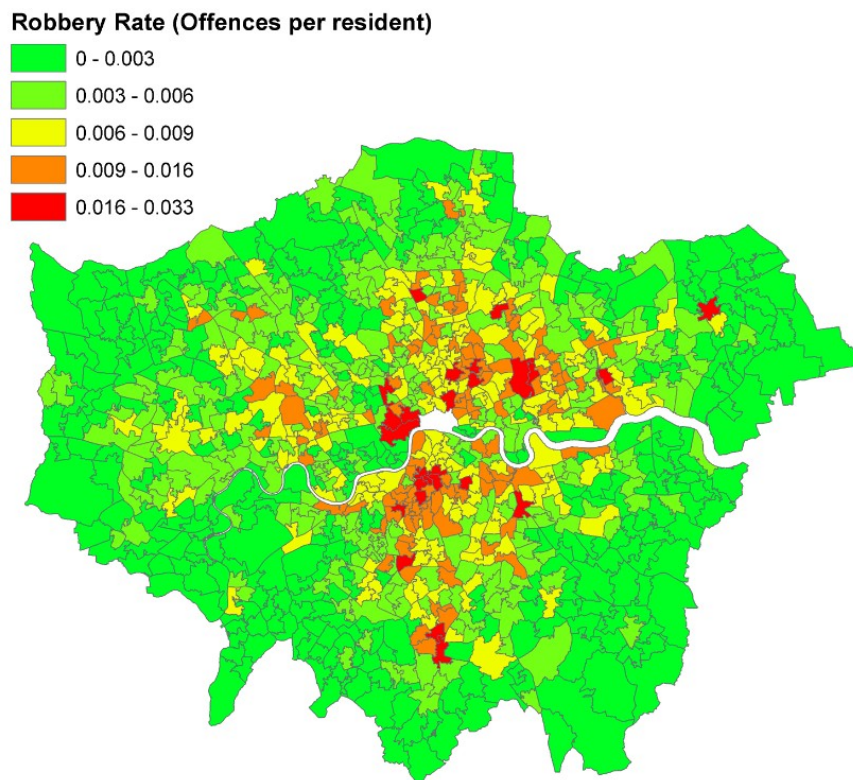 Robbery Rate (Offences per resident)
0 - 0.003
0.003 - 0.006
0.006 - 0.009
0.009 - 0.016
0.016 - 0.033